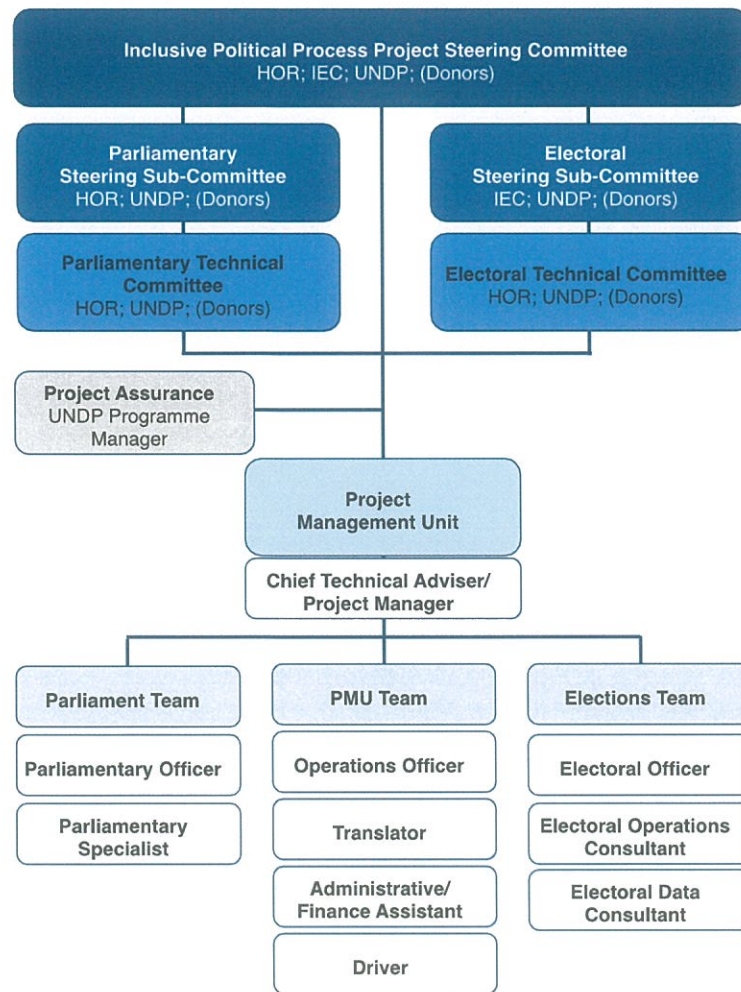 Inclusive Political Process Project Steering Committee
HOR; IEC; UNDP; (Donors)
Parliamentary
Steering Sub-Committee
HOR; UNDP; (Donors)
Electoral
Steering Sub-Committee
IEC; UNDP; (Donors)
Parliamentary Technical
Committee
HOR; UNDP; (Donors)
Electoral Technical Committee
HOR; UNDP; (Donors)
Project Assurance
UNDP Programme
Manager
Project
Management Unit
Chief Technical Adviser/
Project Manager
Parliament Team
Parliamentary Officer
Parliamentary
Specialist
PMU Team
Operations Officer
Translator
Administrative/
Finance Assistant
Driver
Elections Team
Electoral Officer
Electoral Operations
Consultant
Electoral Data
Consultant